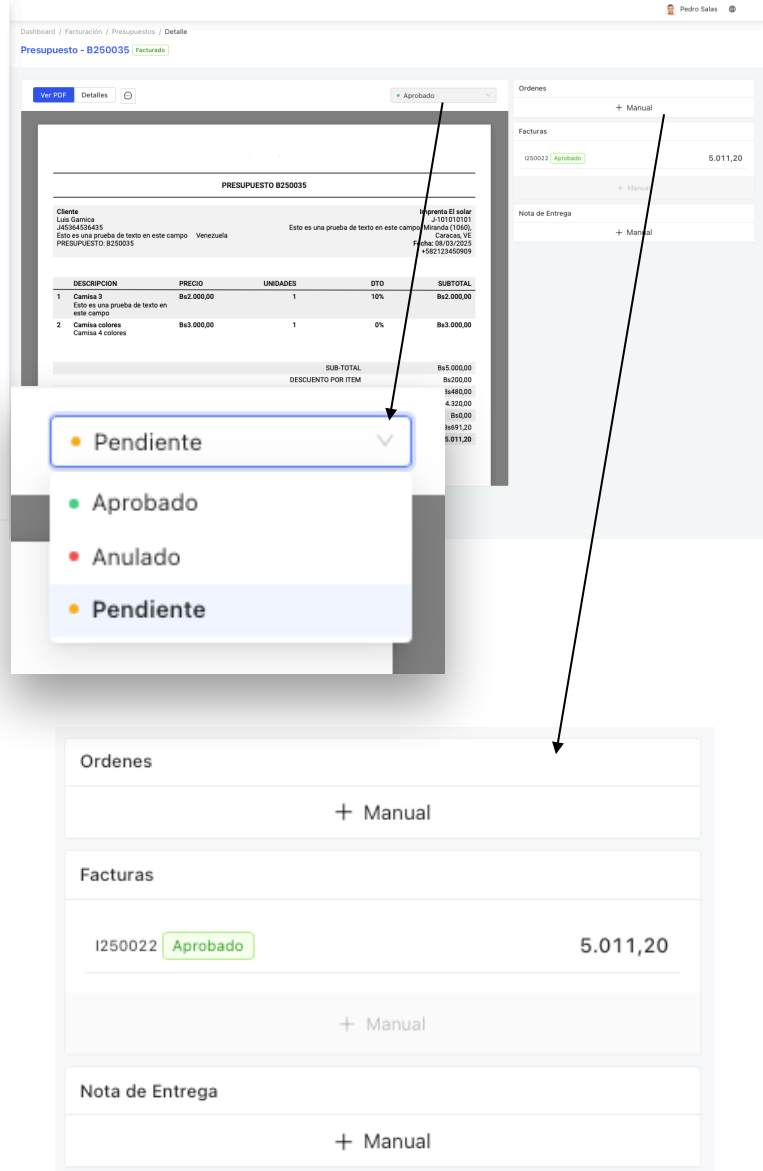 Pedro Salas
Dashboard / Facturación / Presupuestos / Detalle
Presupuesto - B250035 Facturado
Ver PDF Detalles
Aprobado
Ordenes
+ Manual
Facturas
I250022 Aprobado 5.011,20
+ Manual
Nota de Entrega
+ Manual
PRESUPUESTO B250035
Cliente
Luis Gamica
J45364536435
Esto es una prueba de texto en este campo Venezuela
PRESUPUESTO: B250035
Imprenta El solar
J-101010101
Esto es una prueba de texto en este campo, Miranda (1060),
Caracas, VE
Fecha: 08/03/2025
+582123450909
DESCRIPCION PRECIO UNIDADES DTO SUBTOTAL
1 Camisa 3 Bs2.000,00 1 10% Bs2.000,00
Esto es una prueba de texto en
este campo
2 Camisa colores Bs3.000,00 1 0% Bs3.000,00
Camisa 4 colores
SUB-TOTAL Bs5.000,00
DESCUENTO POR ITEM Bs200,00
Bs480,00
4.320,00
Bs0,00
Bs691,20
5.011,20
Pendiente
Aprobado
Anulado
Pendiente
Ordenes
+ Manual
Facturas
I250022 Aprobado 5.011,20
+ Manual
Nota de Entrega
+ Manual